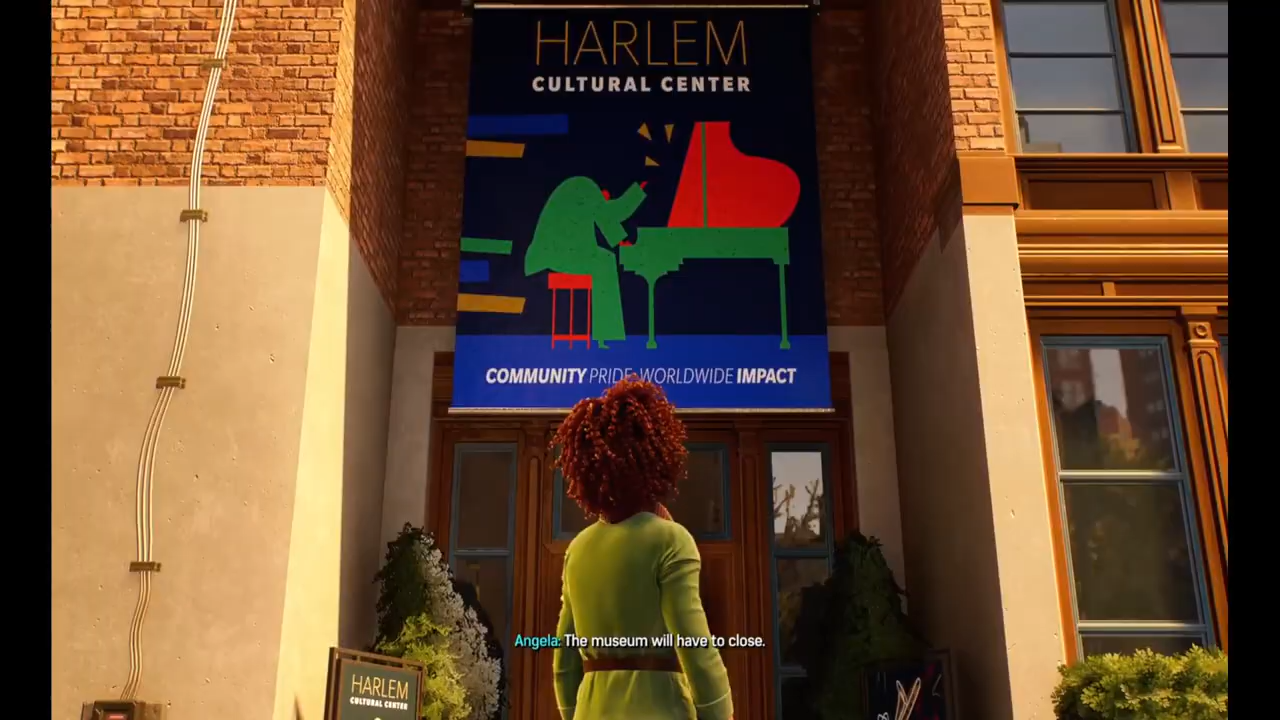 HARLEM
CULTURAL CENTER
COMMUNITY PRIDE, WORLDWIDE IMPACT
Angela: The museum will have to close.
HARLEM
CULTURAL CENTER